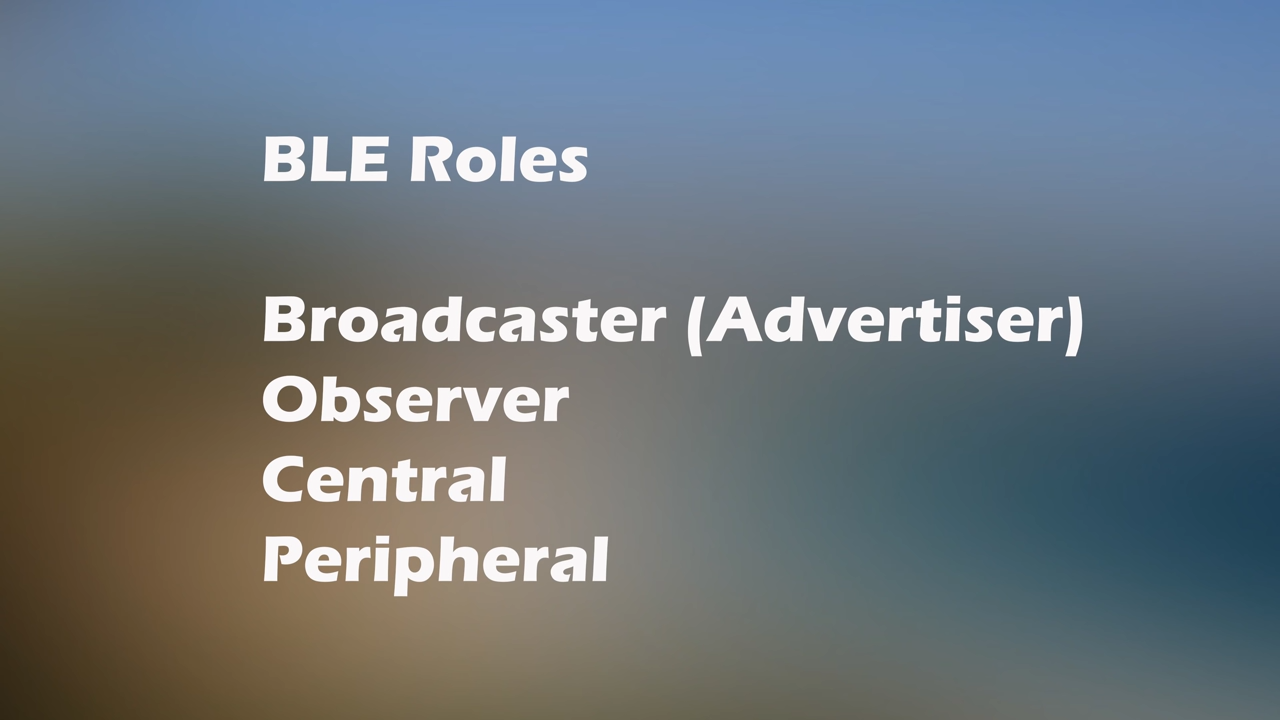 BLE Roles
Broadcaster (Advertiser)
Observer
Central
Peripheral